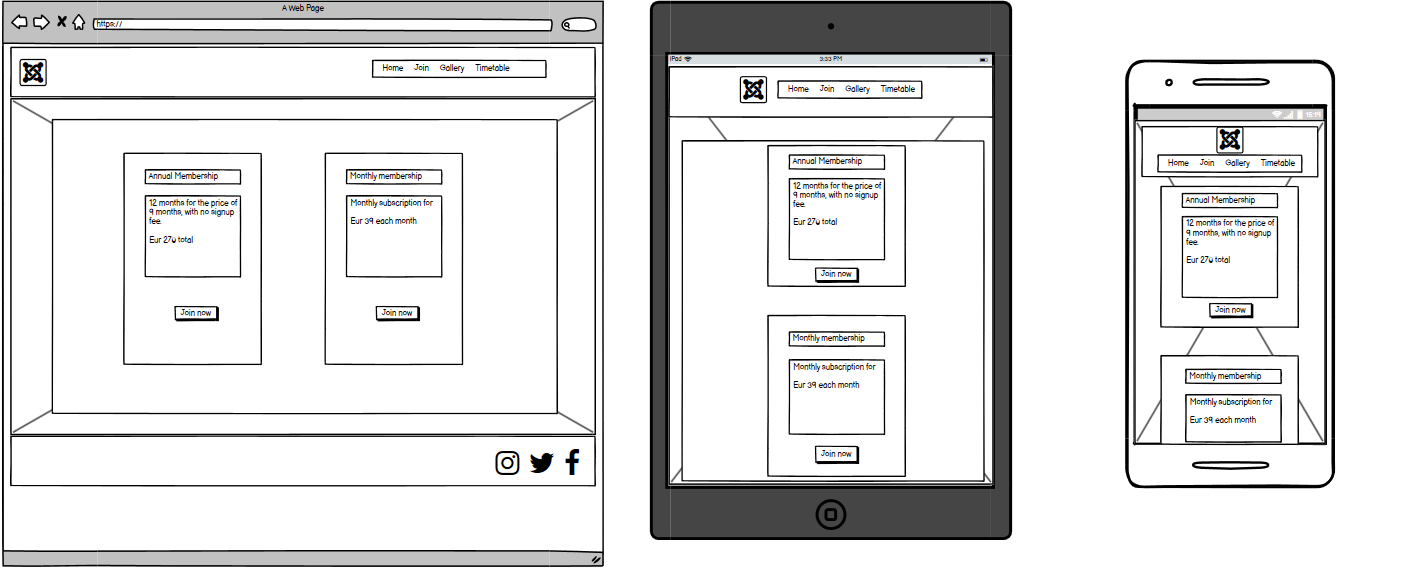 A Web Page
https://
Home Join Gallery Timetable
Annual Membership
12 months for the price of
9 months, with no signup
fee.
Eur 270 total
Join now
Monthly membership
Monthly subscription for
Eur 39 each month
Join now
iPad 3:33 PM
Home Join Gallery Timetable
Annual Membership
12 months for the price of
9 months, with no signup
fee.
Eur 270 total
Join now
Monthly membership
Monthly subscription for
Eur 39 each month
Join now
Home Join Gallery Timetable
Annual Membership
12 months for the price of
9 months, with no signup
fee.
Eur 270 total
Join now
Monthly membership
Monthly subscription for
Eur 39 each month